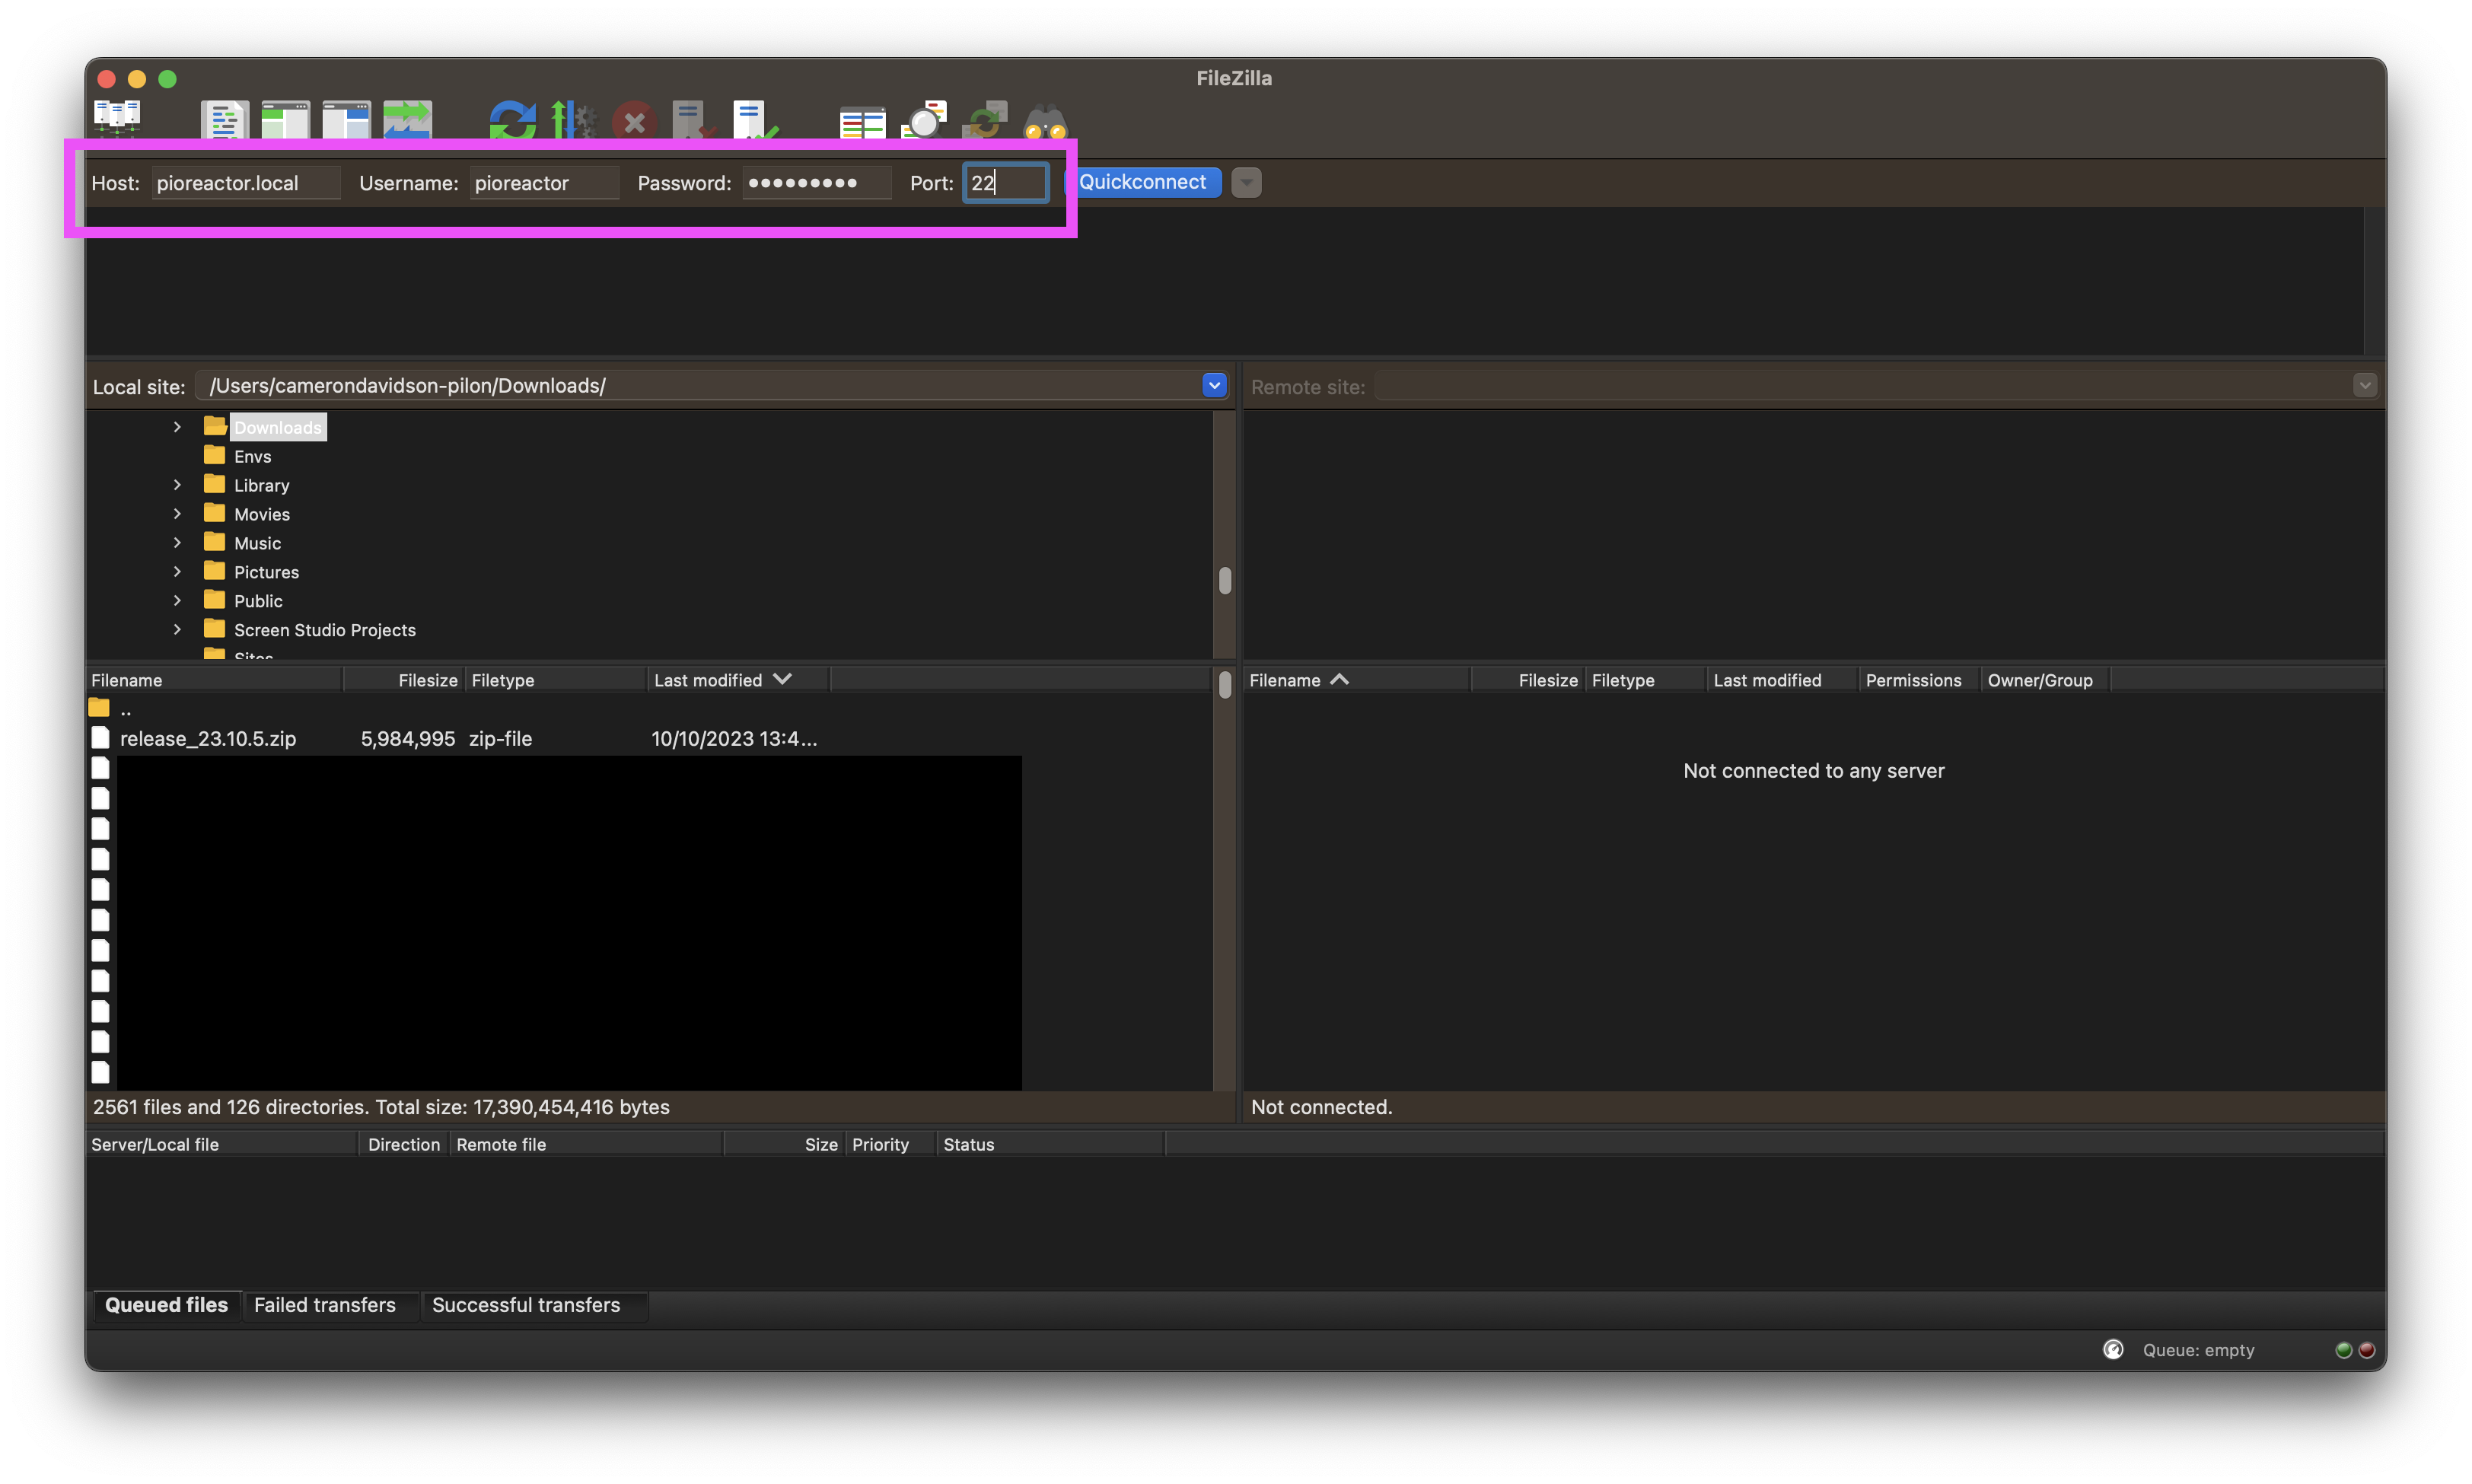 FileZilla
Host: pioreactor.local Username: pioreactor Password: ●●●●●●●●● Port: 22 Quickconnect
Local site: /Users/camerondavidson-pilon/Downloads/ Remote site:
Downloads
Envs
Library
Movies
Music
Pictures
Public
Screen Studio Projects
Sites
Filename Filesize Filetype Last modified Filename Filesize Filetype Last modified Permissions Owner/Group
..
release_23.10.5.zip 5,984,995 zip-file 10/10/2023 13:4...
Not connected to any server
2561 files and 126 directories. Total size: 17,390,454,416 bytes Not connected.
Server/Local file Direction Remote file Size Priority Status
Queued files Failed transfers Successful transfers
Queue: empty